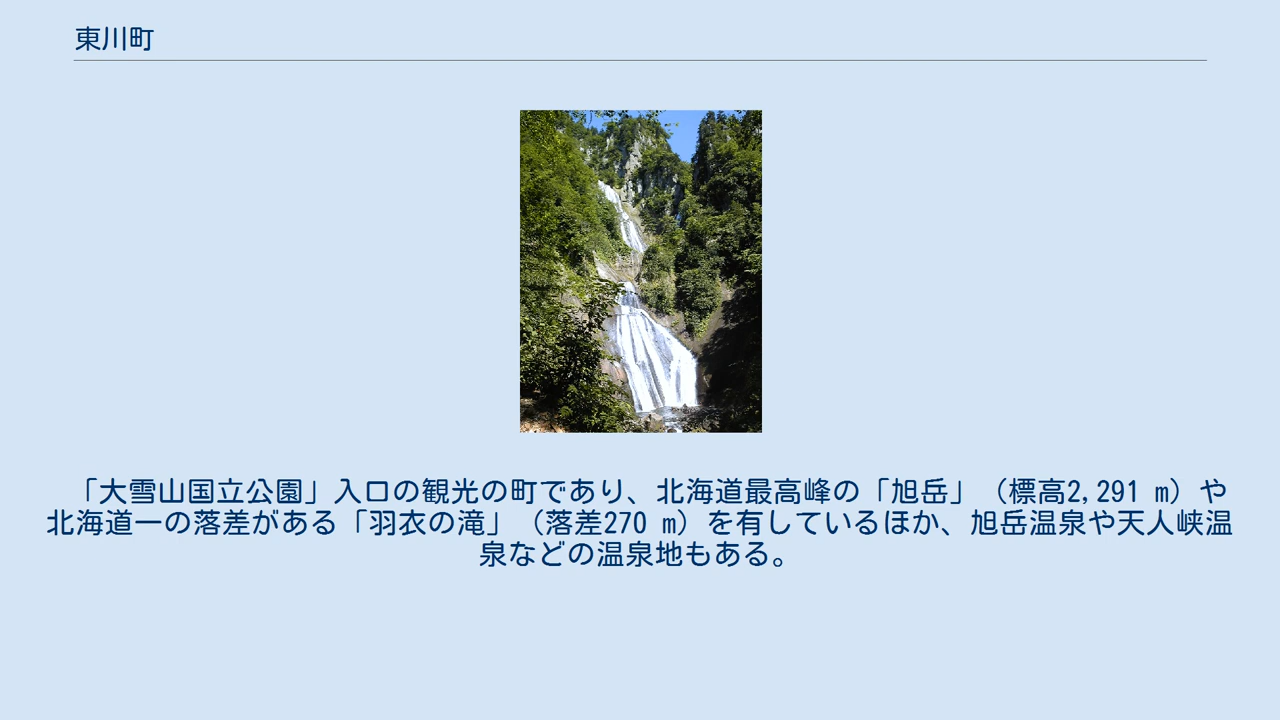 東川町
「大雪山国立公園」入口の観光の町であり、北海道最高峰の「旭岳」（標高2,291 m）や
北海道一の落差がある「羽衣の滝」（落差270 m）を有しているほか、旭岳温泉や天人峡温
泉などの温泉地もある。